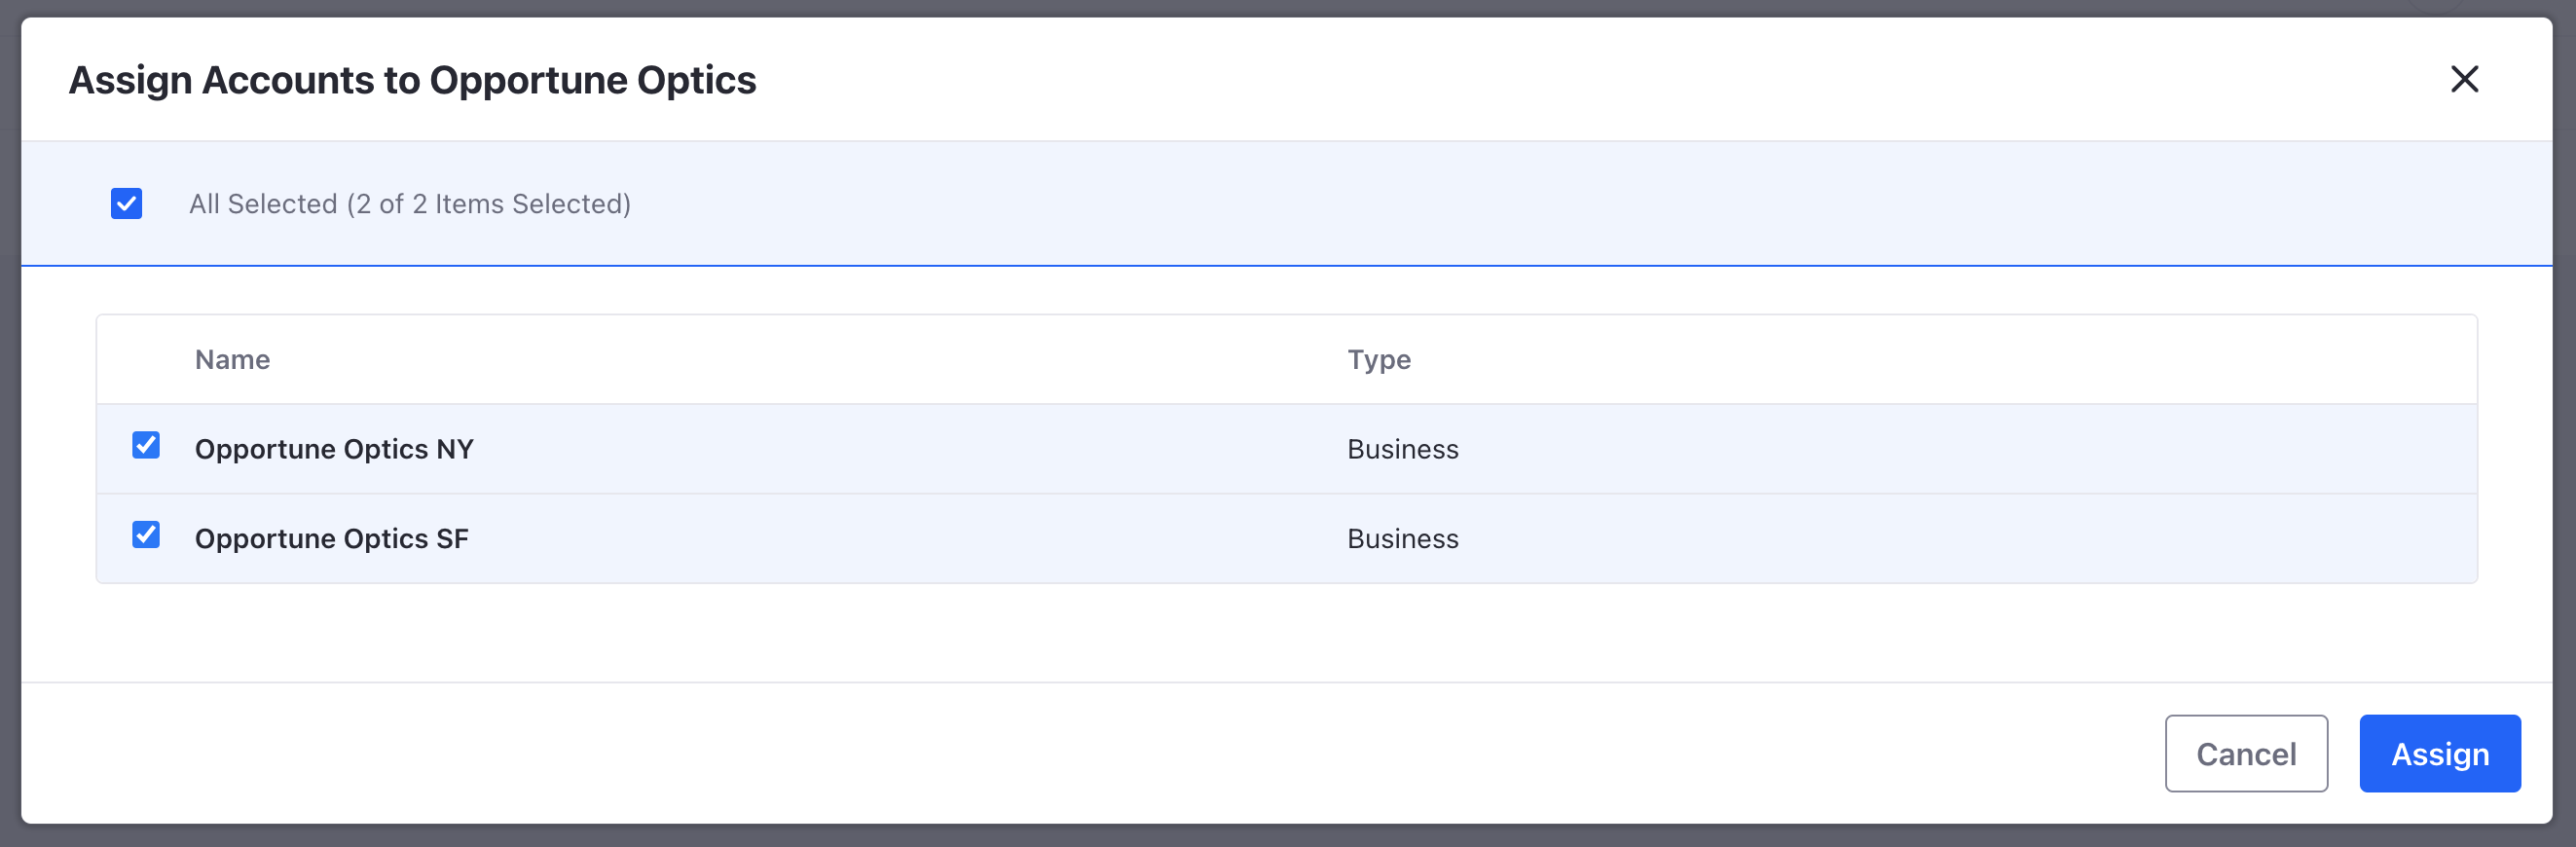 Assign Accounts to Opportune Optics
All Selected (2 of 2 Items Selected)
Name Type
Opportune Optics NY Business
Opportune Optics SF Business
Cancel Assign